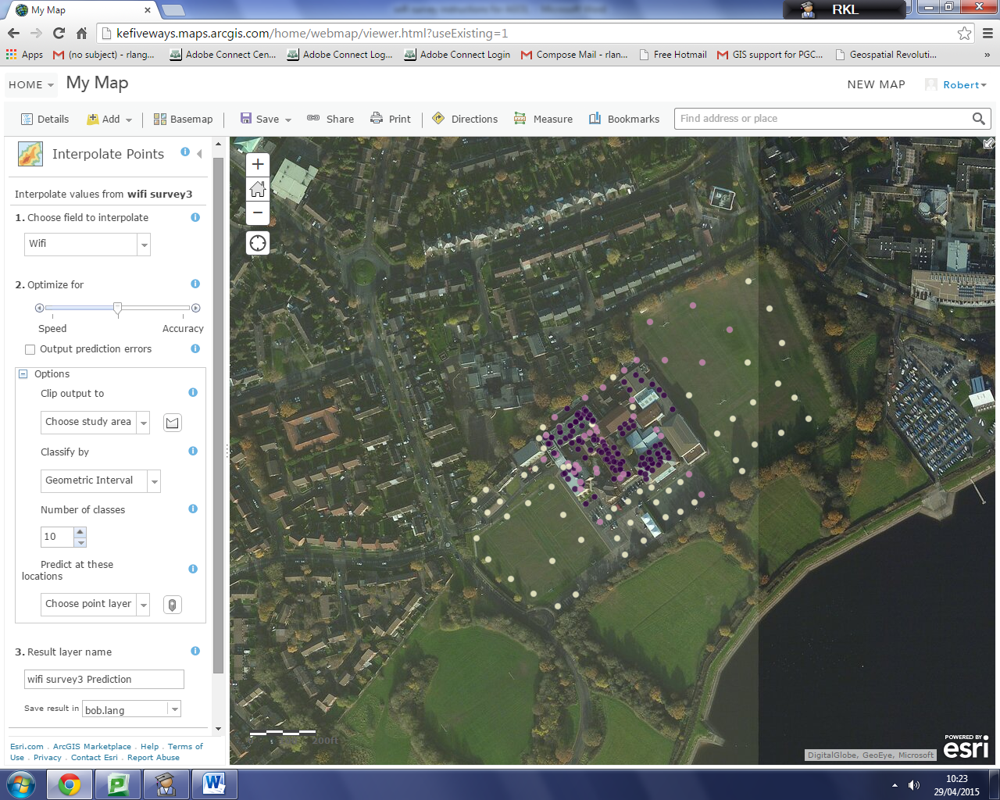 My Map
RKL
kefiveways.maps.arcgis.com/home/webmap/viewer.html?useExisting=1
Apps (no subject) - rlang... Adobe Connect Cen... Adobe Connect Log... Adobe Connect Login Compose Mail - rlan... Free Hotmail GIS support for PGC... Geospatial Revoluti... »
HOME My Map NEW MAP Robert
Details Add Basemap Save Share Print Directions Measure Bookmarks Find address or place
Interpolate Points
Interpolate values from wifi survey3
1. Choose field to interpolate
Wifi
2. Optimize for
Speed Accuracy
Output prediction errors
Options
Clip output to
Choose study area
Classify by
Geometric Interval
Number of classes
10
Predict at these
locations
Choose point layer
3. Result layer name
wifi survey3 Prediction
Save result in bob.lang
Esri.com . ArcGIS Marketplace . Help . Terms of
Use . Privacy . Contact Esri . Report Abuse
200ft
DigitalGlobe, GeoEye, Microsoft
POWERED BY
esri
10:23
29/04/2015